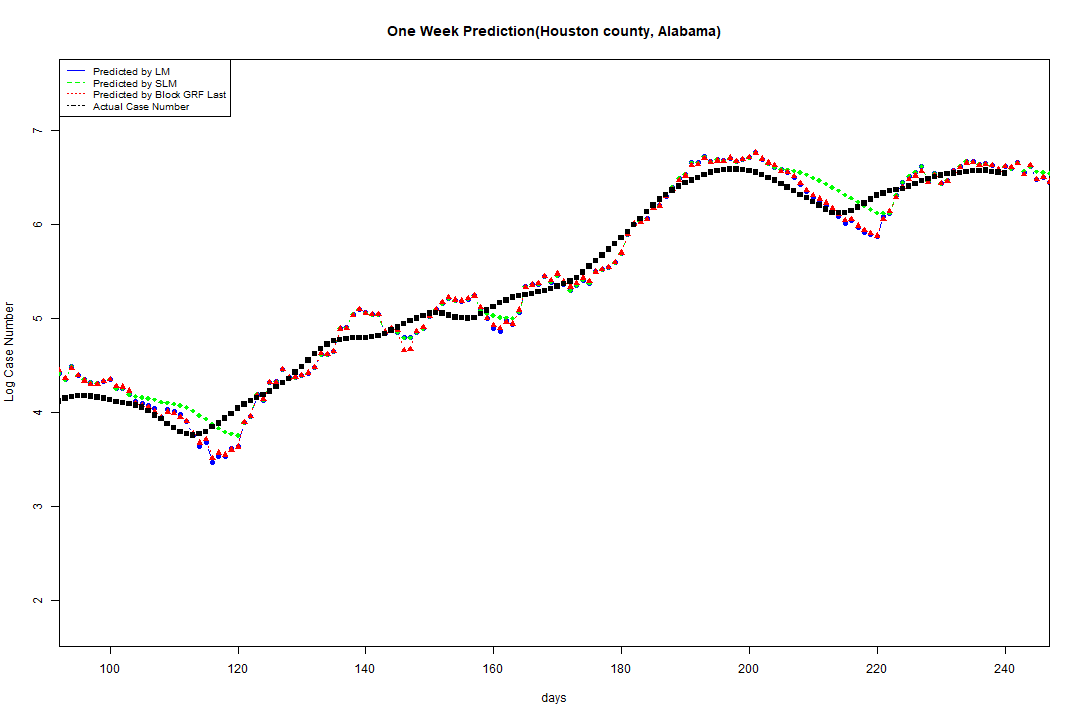 One Week Prediction(Houston county, Alabama)
Predicted by LM
Predicted by SLM
Predicted by Block GRF Last
Actual Case Number
7
6
5
4
3
2
Log Case Number
100 120 140 160 180 200 220 240
days